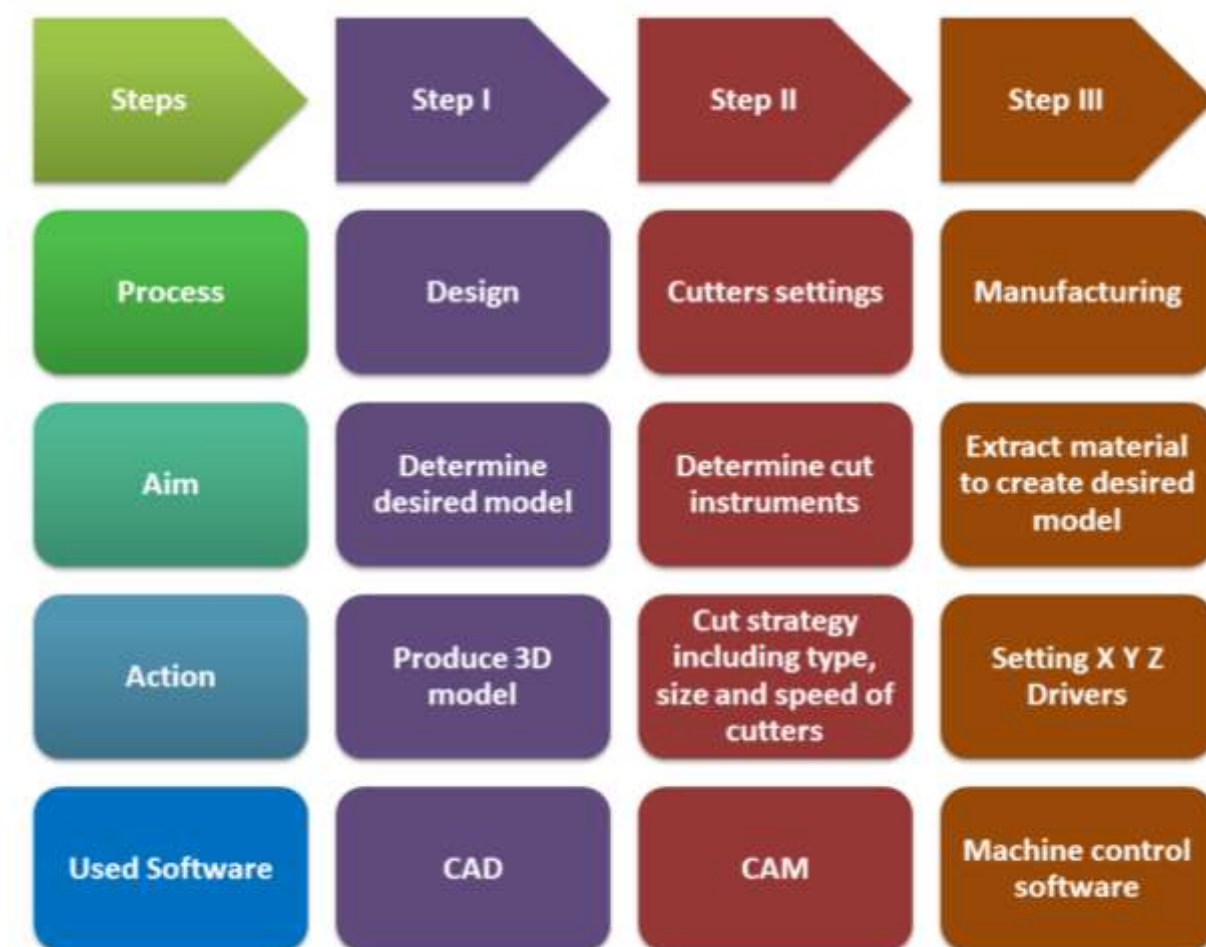 Steps
Step I
Step II
Step III
Process
Design
Cutters settings
Manufacturing
Aim
Determine
desired model
Determine cut
instruments
Extract material
to create desired
model
Action
Produce 3D
model
Cut strategy
including type,
size and speed of
cutters
Setting X Y Z
Drivers
Used Software
CAD
CAM
Machine control
software